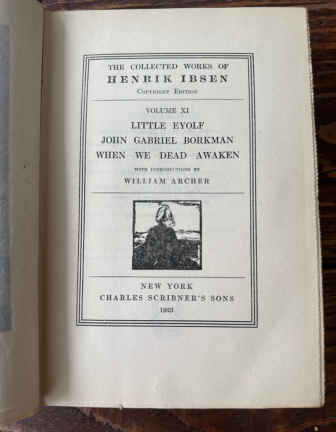 THE COLLECTED WORKS OF
HENRIK IBSEN
COPYRIGHT EDITION
VOLUME XI
LITTLE EYOLF
JOHN GABRIEL BORKMAN
WHEN WE DEAD AWAKEN
WITH INTRODUCTIONS BY
WILLIAM ARCHER
NEW YORK
CHARLES SCRIBNER'S SONS